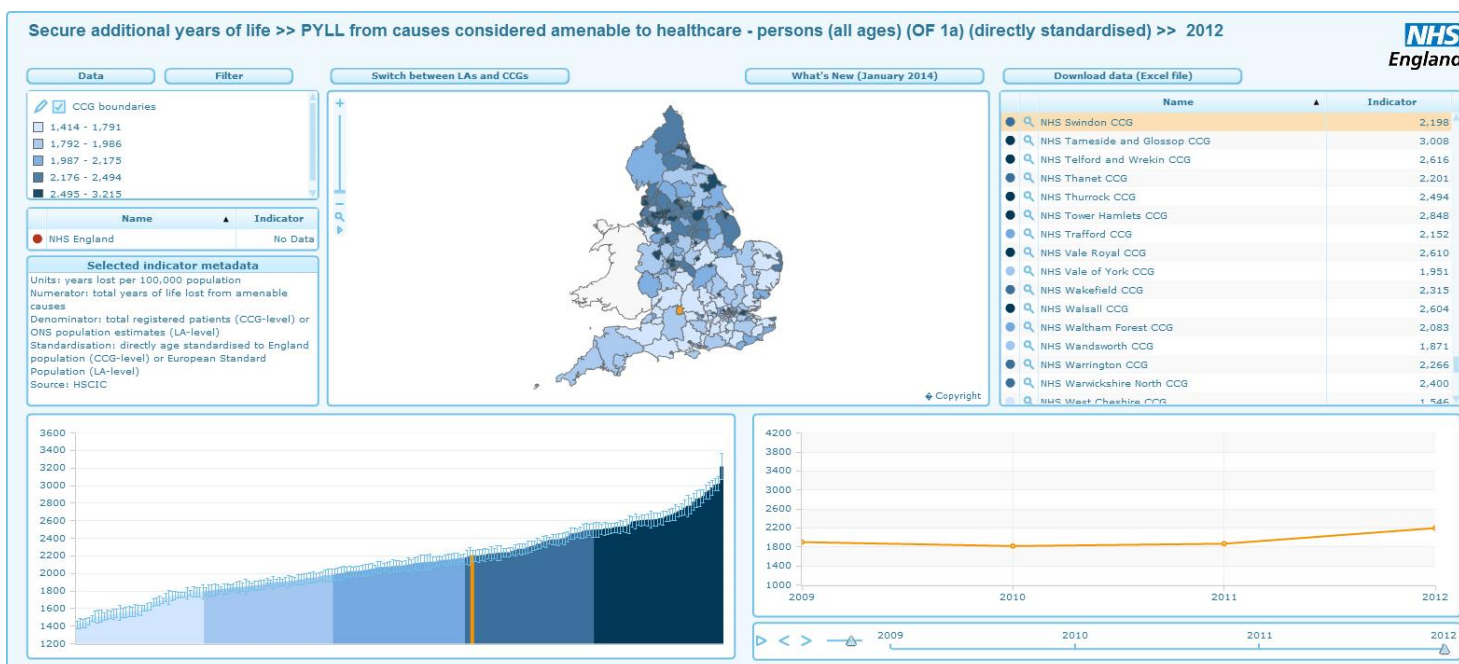 Secure additional years of life >> PYLL from causes considered amenable to healthcare - persons (all ages) (OF 1a) (directly standardised) >> 2012
NHS
England
Data
Filter
Switch between LAs and CCGs
What's New (January 2014)
Download data (Excel file)
CCG boundaries
1,414 - 1,791
1,792 - 1,986
1,987 - 2,175
2,176 - 2,494
2,495 - 3,215
Name Indicator
NHS England No Data
Selected indicator metadata
Units: years lost per 100,000 population
Numerator: total years of life lost from amenable
causes
Denominator: total registered patients (CCG-level) or
ONS population estimates (LA-level)
Standardisation: directly age standardised to England
population (CCG-level) or European Standard
Population (LA-level)
Source: HSCIC
Copyright
Name Indicator
NHS Swindon CCG 2,198
NHS Tameside and Glossop CCG 3,008
NHS Telford and Wrekin CCG 2,616
NHS Thanet CCG 2,201
NHS Thurrock CCG 2,494
NHS Tower Hamlets CCG 2,848
NHS Trafford CCG 2,152
NHS Vale Royal CCG 2,610
NHS Vale of York CCG 1,951
NHS Wakefield CCG 2,315
NHS Walsall CCG 2,604
NHS Waltham Forest CCG 2,083
NHS Wandsworth CCG 1,871
NHS Warrington CCG 2,266
NHS Warwickshire North CCG 2,400
NHS West Cheshire CCG 1,546
3600
3400
3200
3000
2800
2600
2400
2200
2000
1800
1600
1400
1200
4200
3800
3400
3000
2600
2200
1800
1400
1000
2009 2010 2011 2012
2009 2010 2011 2012